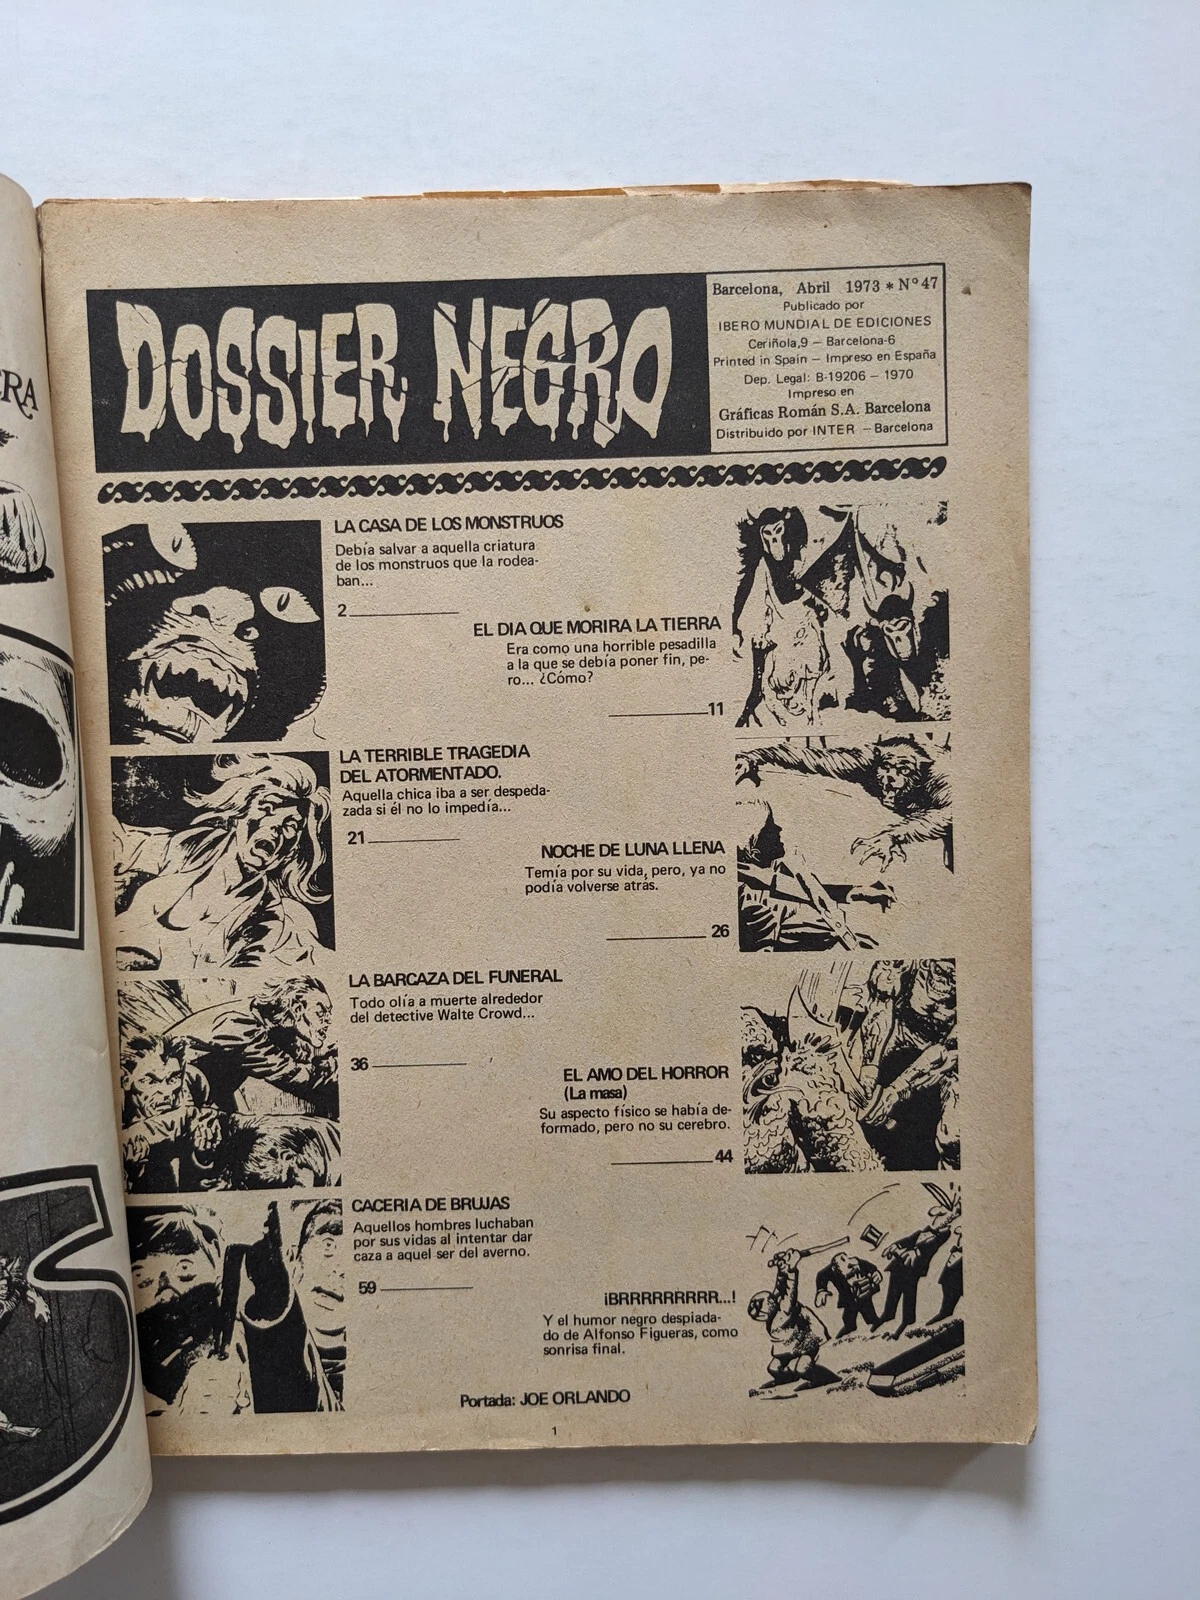 ERA
DOSSIER NEGRO
Barcelona, Abril 1973 * Nº 47
Publicado por
IBERO MUNDIAL DE EDICIONES
Ceriñola,9 – Barcelona-6
Printed in Spain – Impreso en España
Dep. Legal: B-19206 – 1970
Impreso en
Gráficas Román S.A. Barcelona
Distribuido por INTER – Barcelona
LA CASA DE LOS MONSTRUOS
Debía salvar a aquella criatura
de los monstruos que la rodea-
ban...
2
EL DIA QUE MORIRA LA TIERRA
Era como una horrible pesadilla
a la que se debía poner fin, pe-
ro... ¿Cómo?
11
LA TERRIBLE TRAGEDIA
DEL ATORMENTADO.
Aquella chica iba a ser despeda-
zada si él no lo impedía...
21
NOCHE DE LUNA LLENA
Temía por su vida, pero, ya no
podía volverse atrás.
26
LA BARCAZA DEL FUNERAL
Todo olía a muerte alrededor
del detective Walte Crowd...
36
EL AMO DEL HORROR
(La masa)
Su aspecto físico se había de-
formado, pero no su cerebro.
44
CACERIA DE BRUJAS
Aquellos hombres luchaban
por sus vidas al intentar dar
caza a aquel ser del averno.
59
¡BRRRRRRRRR...!
Y el humor negro despiada-
do de Alfonso Figueras, como
sonrisa final.
Portada: JOE ORLANDO
1